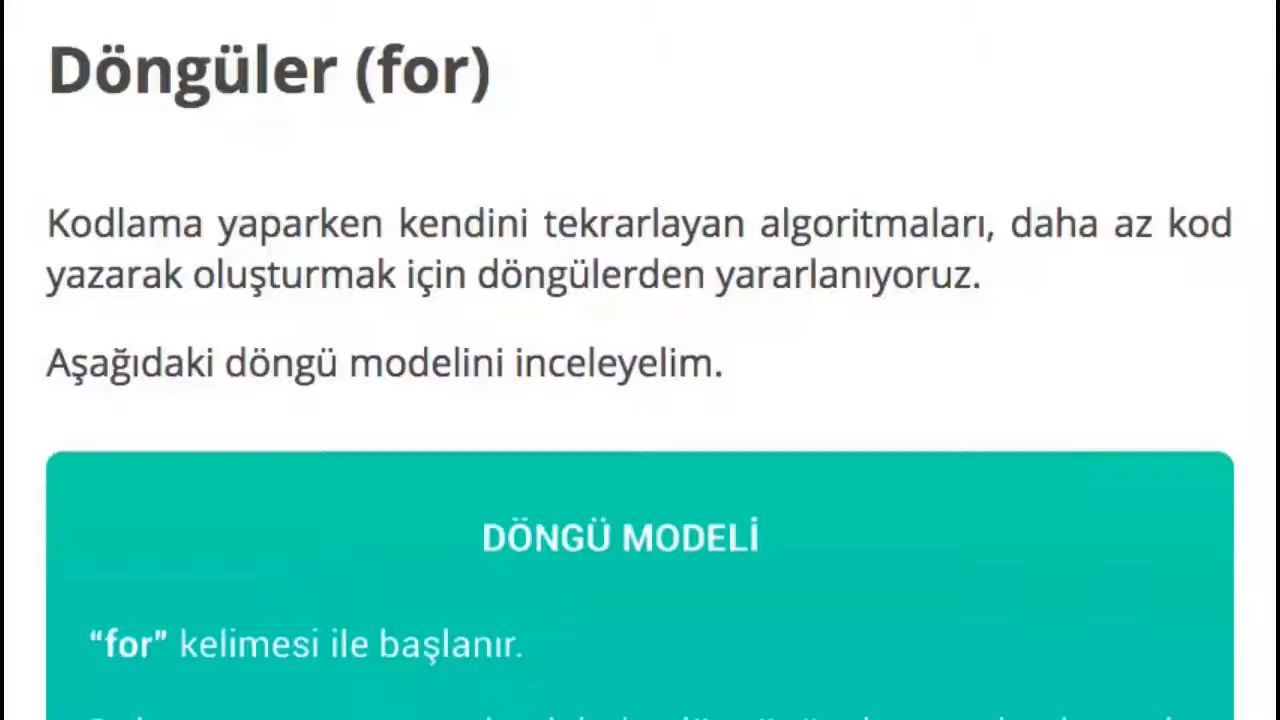 Döngüler (for)
Kodlama yaparken kendini tekrarlayan algoritmaları, daha az kod
yazarak oluşturmak için döngülerden yararlanıyoruz.
Aşağıdaki döngü modelini inceleyelim.
DÖNGÜ MODELİ
“for” kelimesi ile başlanır.